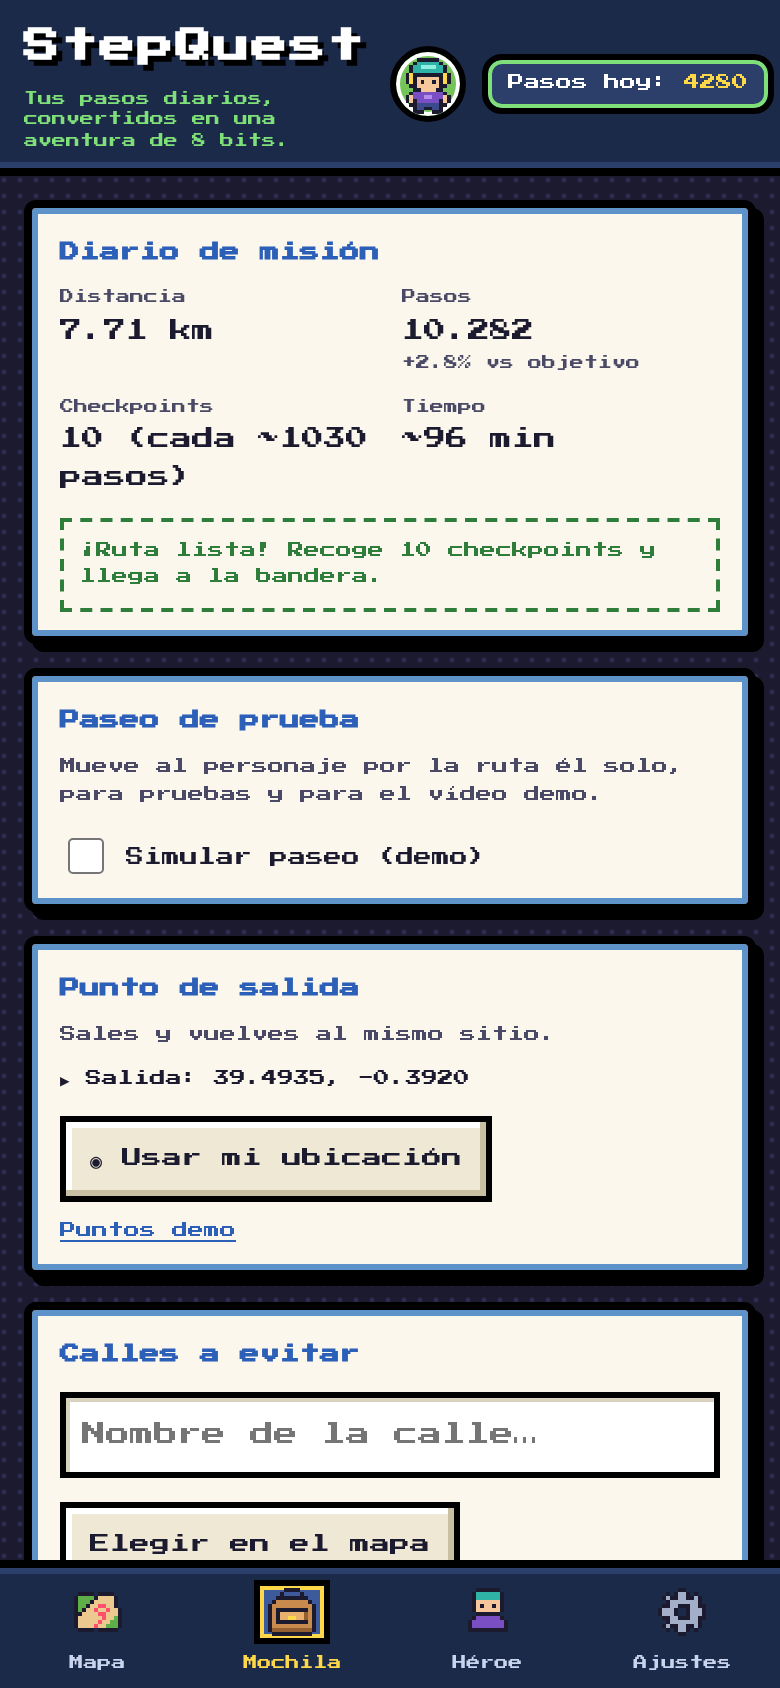 StepQuest
Tus pasos diarios,
convertidos en una
aventura de 8 bits.
Pasos hoy: 4280
Diario de misión
Distancia
7.71 km
Pasos
10.282
+2.8% vs objetivo
Checkpoints
10 (cada ~1030
pasos)
Tiempo
~96 min
¡Ruta lista! Recoge 10 checkpoints y
llega a la bandera.
Paseo de prueba
Mueve al personaje por la ruta él solo,
para pruebas y para el vídeo demo.
Simular paseo (demo)
Punto de salida
Sales y vuelves al mismo sitio.
▸ Salida: 39.4935, -0.3920
◉ Usar mi ubicación
Puntos demo
Calles a evitar
Nombre de la calle…
Elegir en el mapa
Mapa
Mochila
Héroe
Ajustes